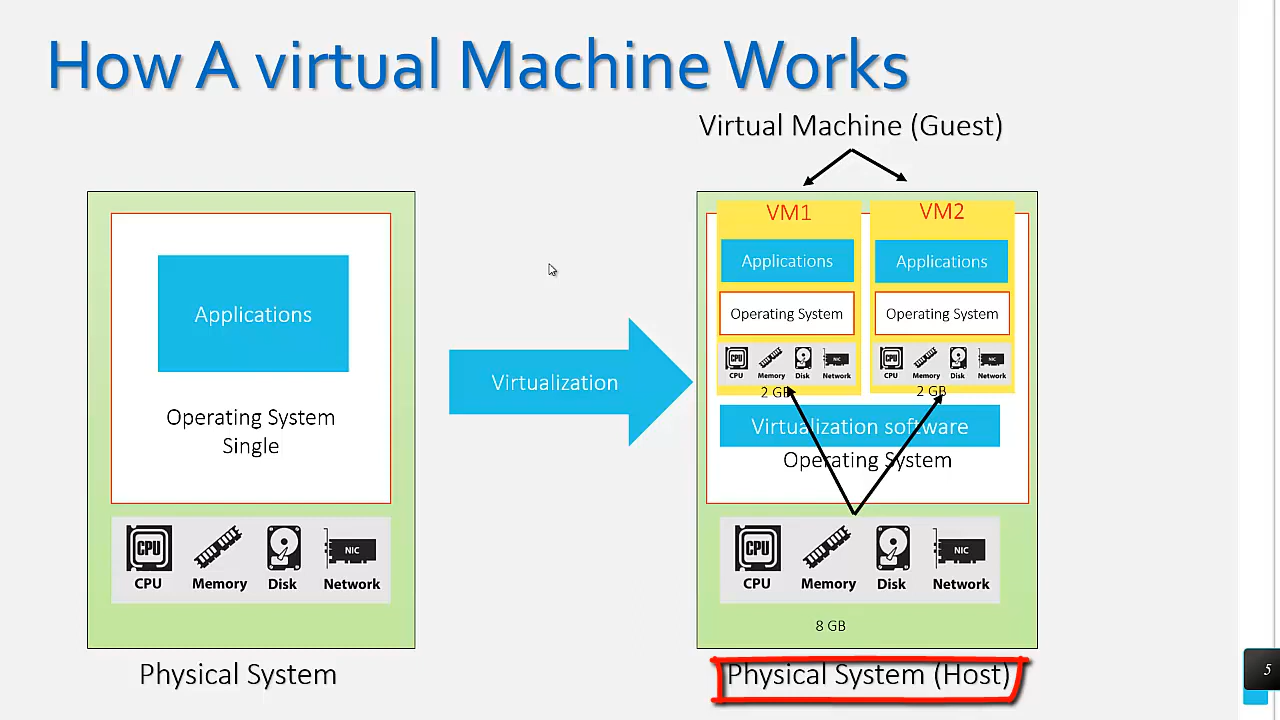 How A virtual Machine Works
Virtual Machine (Guest)
Applications
Operating System
Single
CPU Memory Disk NIC Network
Physical System
Virtualization
VM1 VM2
Applications Applications
Operating System Operating System
CPU Memory Disk Network CPU Memory Disk Network
2 GB 2 GB
Virtualization software
Operating System
CPU Memory Disk NIC Network
8 GB
Physical System (Host)
5